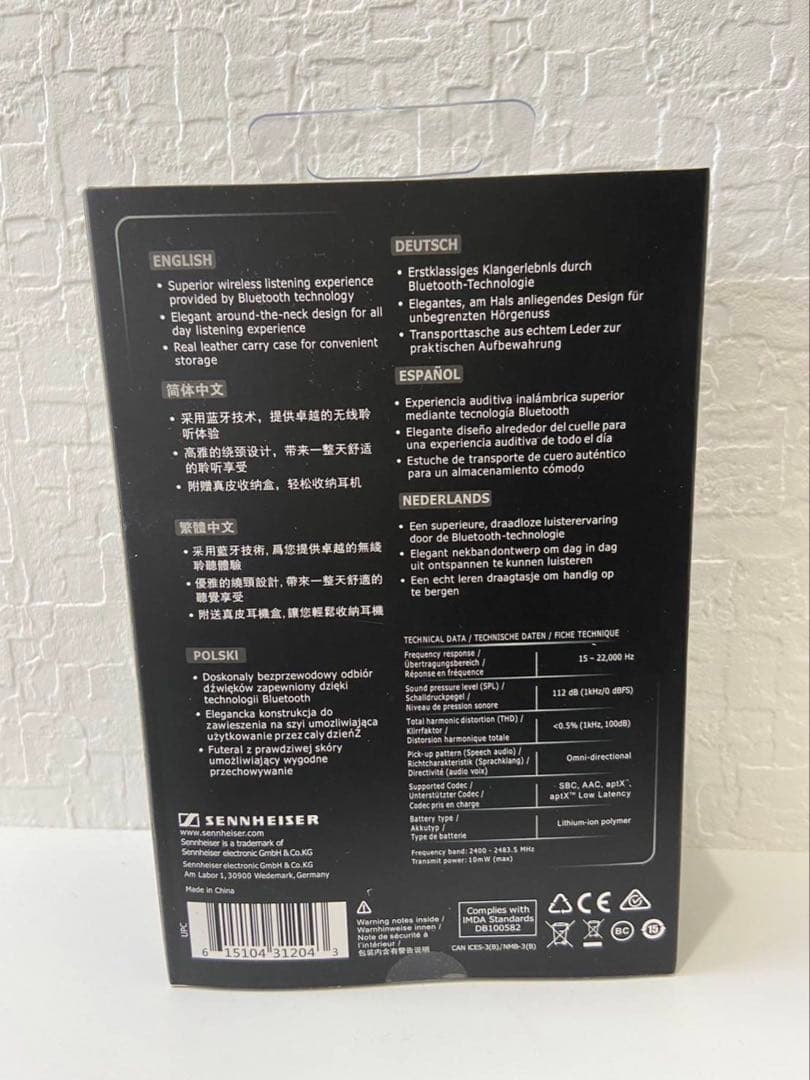 ENGLISH
• Superior wireless listening experience
provided by Bluetooth technology
• Elegant around-the-neck design for all
day listening experience
• Real leather carry case for convenient
storage
简体中文
• 采用蓝牙技术，提供卓越的无线聆
听体验
• 高雅的绕颈设计，带来一整天舒适
的聆听享受
• 附赠真皮收纳盒，轻松收纳耳机
繁體中文
• 采用藍牙技術，爲您提供卓越的無綫
聆聽體驗
• 優雅的繞頸設計，帶來一整天舒適的
聽覺享受
• 附送真皮耳機盒，讓您輕鬆收納耳機
POLSKI
• Doskonały bezprzewodowy odbiór
dźwięków zapewniony dzięki
technologii Bluetooth
• Elegancka konstrukcja do
zawieszenia na szyi umożliwiająca
użytkowanie przez cały dzieńZ
• Futerał z prawdziwej skóry
umożliwiający wygodne
przechowywanie
DEUTSCH
• Erstklassiges Klangerlebnls durch
Bluetooth-Technologie
• Elegantes, am Hals anliegendes Design für
unbegrenzten Hörgenuss
• Transporttasche aus echtem Leder zur
praktischen Aufbewahrung
ESPAÑOL
• Experiencia auditiva inalámbrica superior
mediante tecnología Bluetooth
• Elegante diseño alrededor del cuelle para
una experiencia auditiva de todo el día
• Estuche de transporte de cuero auténtico
para un almacenamiento cómodo
NEDERLANDS
• Een superieure, draadloze luisterervaring
door de Bluetooth-technologie
• Elegant nekbandontwerp om dag in dag
uit ontspannen te kunnen luisteren
• Een echt leren draagtasje om handig op
te bergen
TECHNICAL DATA / TECHNISCHE DATEN / FICHE TECHNIQUE
Frequency response /
Übertragungsbereich /
Réponse en fréquence
15 – 22,000 Hz
Sound pressure level (SPL) /
Schalldruckpegel /
Niveau de pression sonore
112 dB (1kHz/0 dBFS)
Total harmonic distortion (THD) /
Klirrfaktor /
Distorsion harmonique totale
<0.5% (1kHz, 100dB)
Pick-up pattern (Speech audio) /
Richtcharakteristik (Sprachklang) /
Directivité (audio voix)
Omni-directional
Supported Codec /
Unterstützter Codec /
Codec pris en charge
SBC, AAC, aptX™,
aptX™ Low Latency
Battery type /
Akkutyp /
Type de batterie
Lithium-ion polymer
Frequency band: 2400 - 2483.5 MHz
Transmit power: 10mW (max)
SENNHEISER
www.sennheiser.com
Sennheiser is a trademark of
Sennheiser electronic GmbH & Co.KG
Sennheiser electronic GmbH & Co.KG
Am Labor 1, 30900 Wedemark, Germany
Made in China
UPC
6 15104 31204 3
Warning notes inside /
Warnhinweise innen /
Note de sécurité à
l'intérieur /
包装内含有警告说明
Complies with
IMDA Standards
DB100582
CAN ICES-3(B)/NMB-3(B)
CE
BC
15